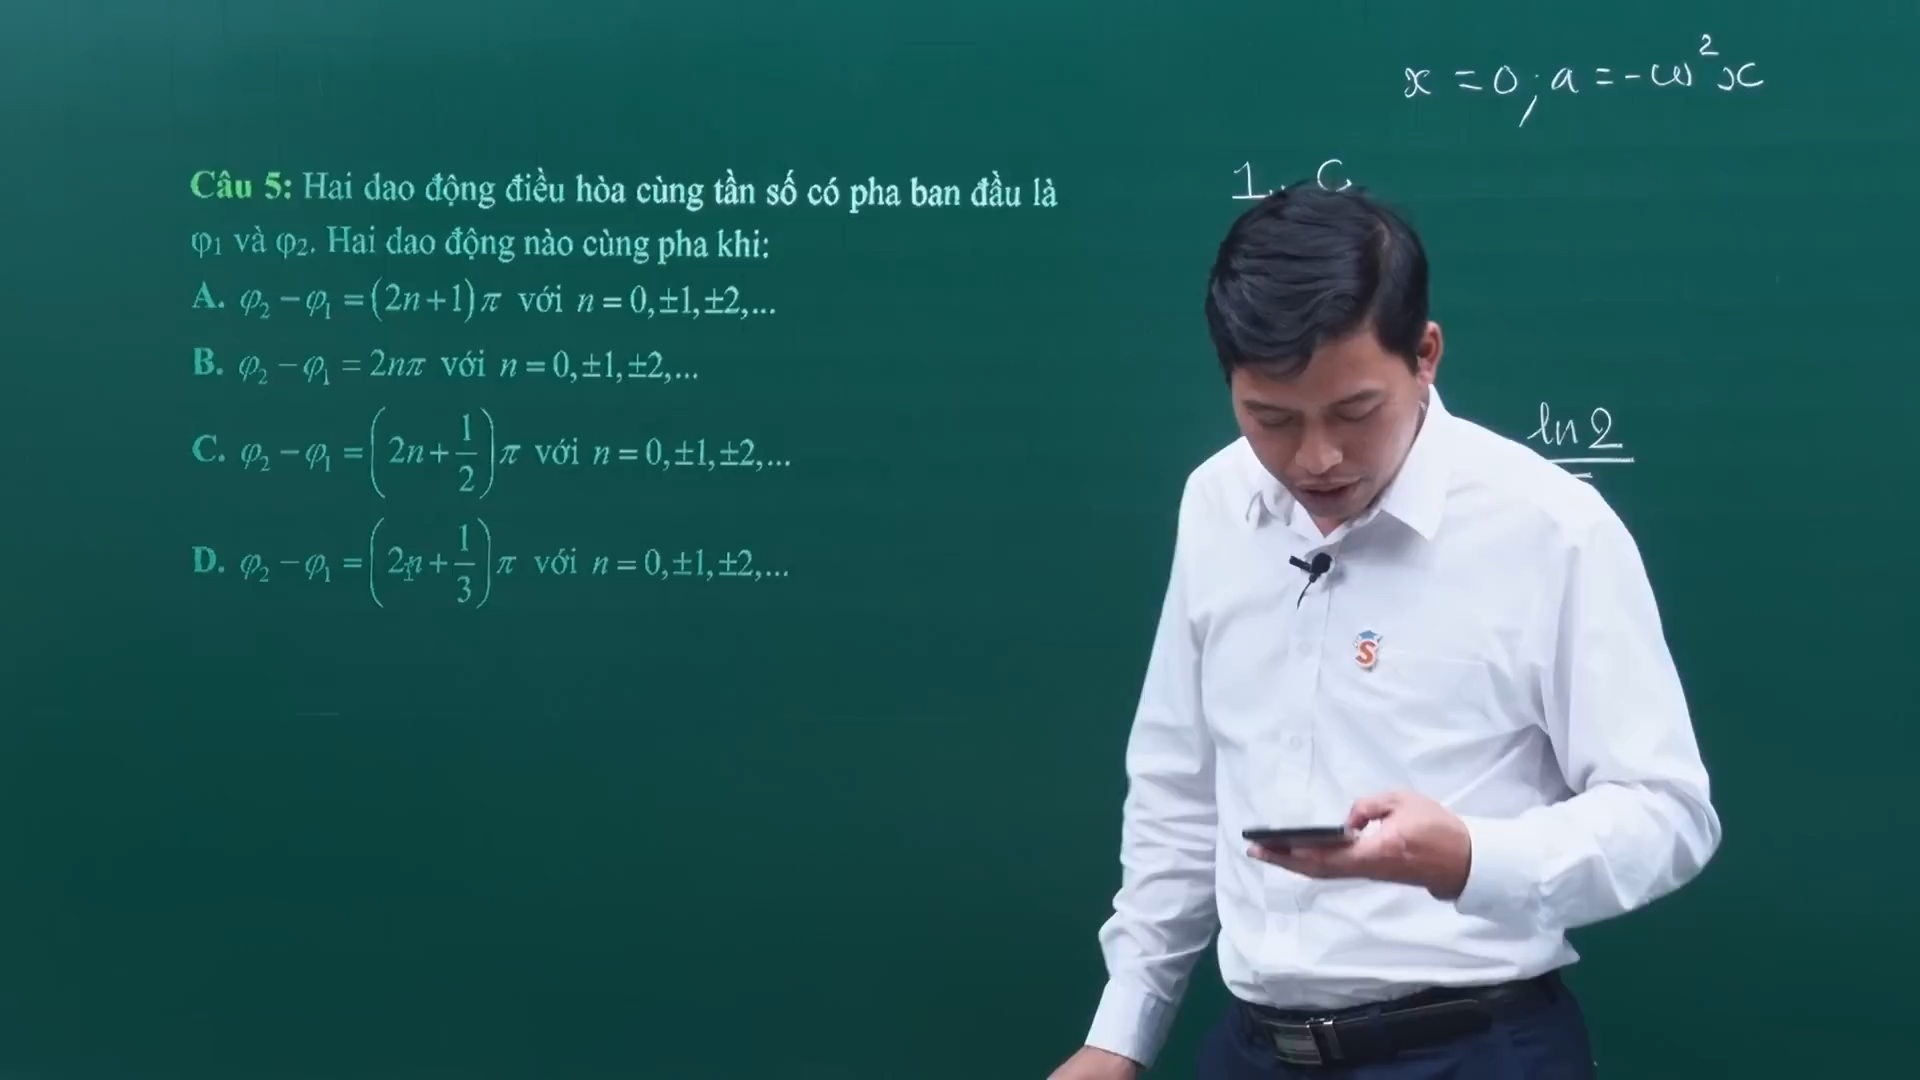 x = 0; a = -ω²x
Câu 5: Hai dao động điều hòa cùng tần số có pha ban đầu là
φ1 và φ2. Hai dao động nào cùng pha khi:
A. φ₂ − φ₁ = (2n+1)π với n = 0, ±1, ±2,...
B. φ₂ − φ₁ = 2nπ với n = 0, ±1, ±2,...
C. φ₂ − φ₁ = (2n + 1/2)π với n = 0, ±1, ±2,...
D. φ₂ − φ₁ = (2n + 1/3)π với n = 0, ±1, ±2,...
1.
ln 2
S